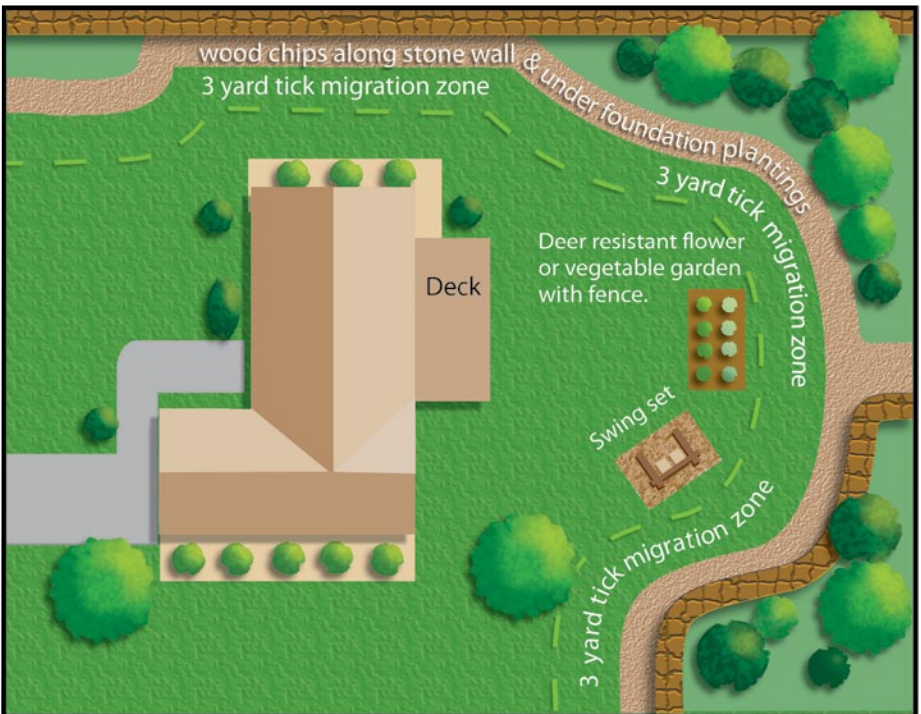 wood chips along stone wall & under foundation plantings
3 yard tick migration zone
3 yard tick migration zone
Deer resistant flower
or vegetable garden
with fence.
Deck
Swing set
3 yard tick migration zone